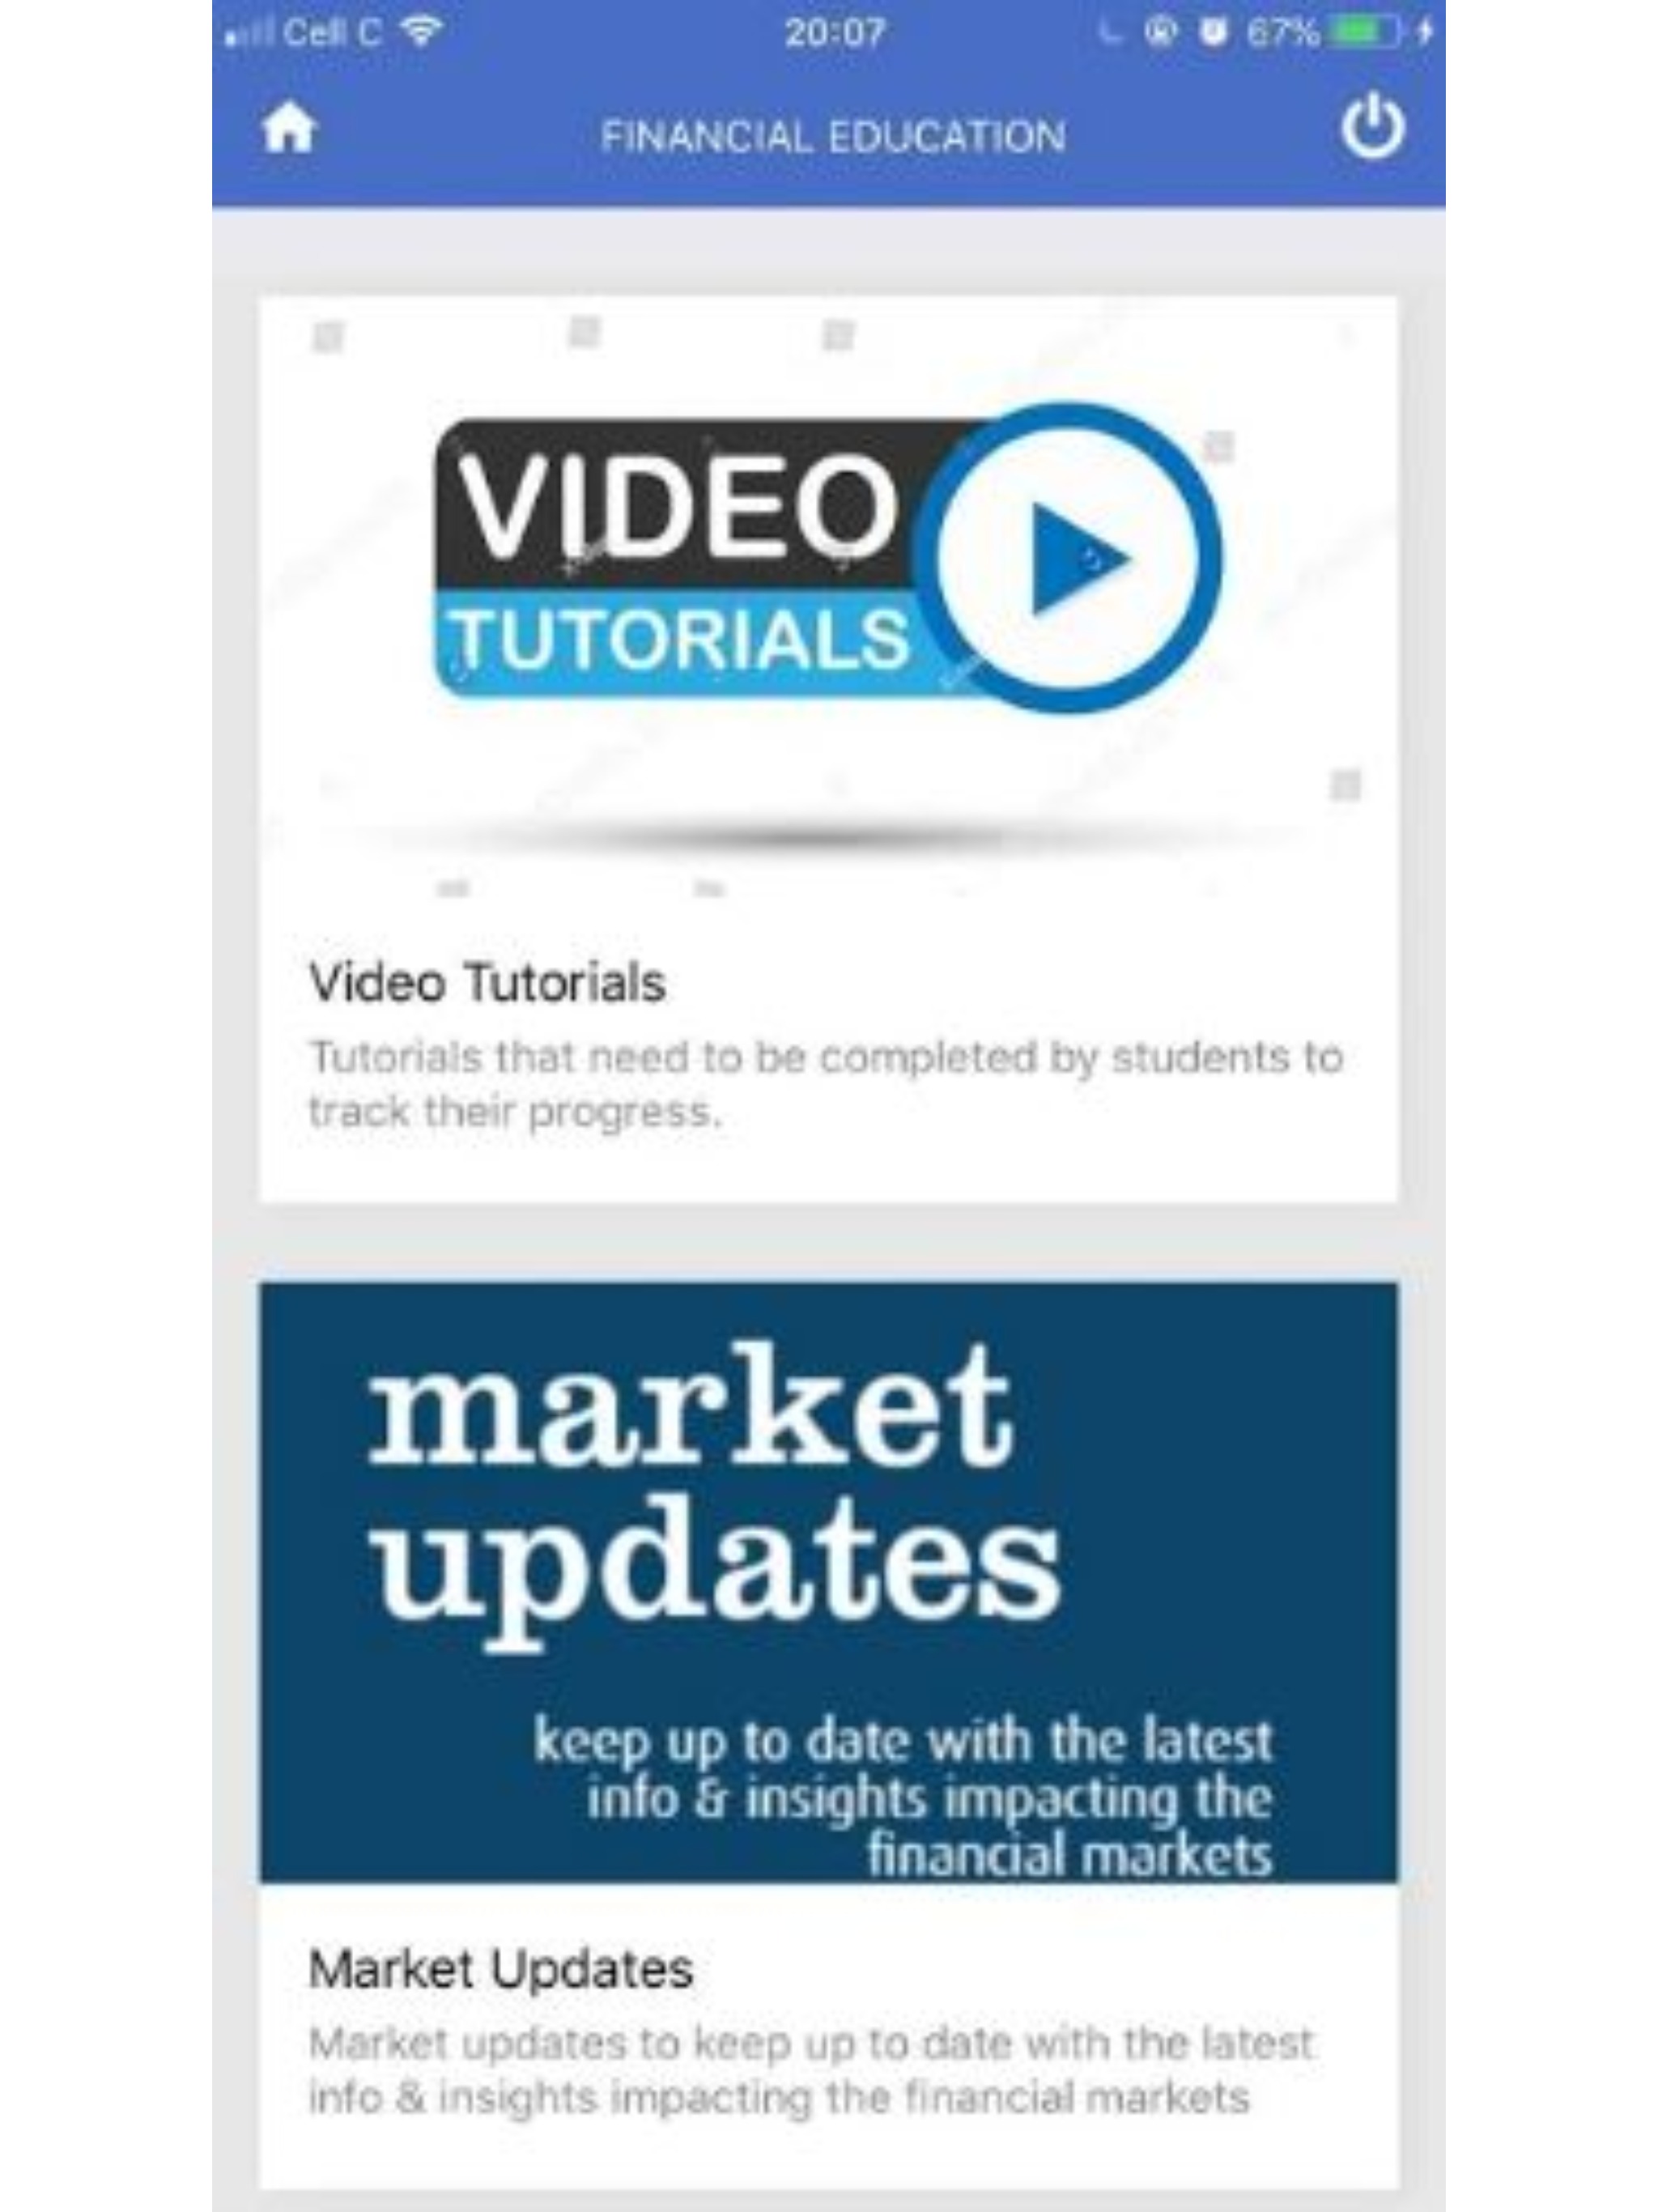 Cell C
20:07
67%
FINANCIAL EDUCATION
VIDEO
TUTORIALS
Video Tutorials
Tutorials that need to be completed by students to
track their progress.
market
updates
keep up to date with the latest
info & insights impacting the
financial markets
Market Updates
Market updates to keep up to date with the latest
info & insights impacting the financial markets